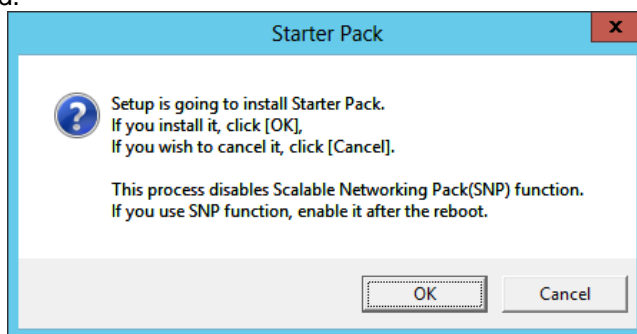 d.
Starter Pack
x
Setup is going to install Starter Pack.
If you install it, click [OK],
If you wish to cancel it, click [Cancel].
This process disables Scalable Networking Pack(SNP) function.
If you use SNP function, enable it after the reboot.
OK
Cancel